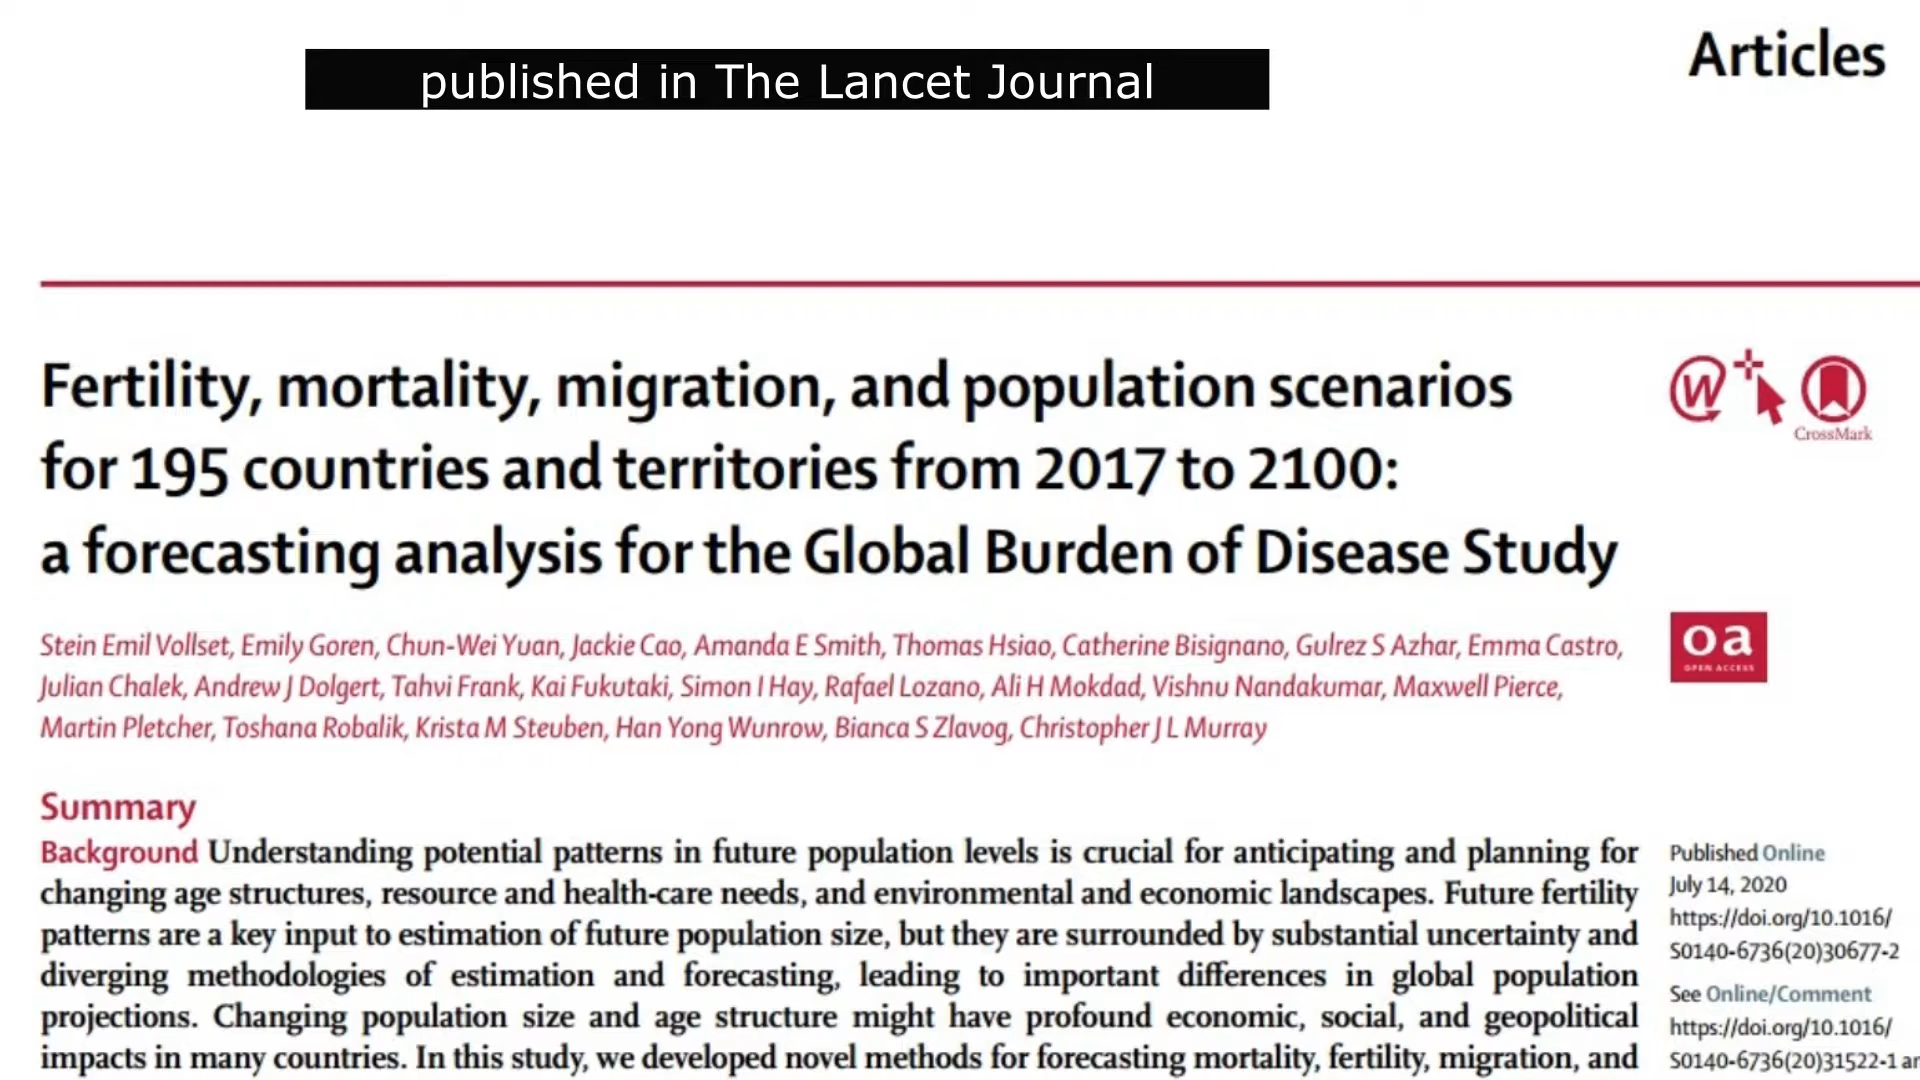 published in The Lancet Journal
Articles
Fertility, mortality, migration, and population scenarios
for 195 countries and territories from 2017 to 2100:
a forecasting analysis for the Global Burden of Disease Study
W
CrossMark
Stein Emil Vollset, Emily Goren, Chun-Wei Yuan, Jackie Cao, Amanda E Smith, Thomas Hsiao, Catherine Bisignano, Gulrez S Azhar, Emma Castro,
Julian Chalek, Andrew J Dolgert, Tahvi Frank, Kai Fukutaki, Simon I Hay, Rafael Lozano, Ali H Mokdad, Vishnu Nandakumar, Maxwell Pierce,
Martin Pletcher, Toshana Robalik, Krista M Steuben, Han Yong Wunrow, Bianca S Zlavog, Christopher J L Murray
oa
OPEN ACCESS
Summary
Background Understanding potential patterns in future population levels is crucial for anticipating and planning for
changing age structures, resource and health-care needs, and environmental and economic landscapes. Future fertility
patterns are a key input to estimation of future population size, but they are surrounded by substantial uncertainty and
diverging methodologies of estimation and forecasting, leading to important differences in global population
projections. Changing population size and age structure might have profound economic, social, and geopolitical
impacts in many countries. In this study, we developed novel methods for forecasting mortality, fertility, migration, and
Published Online
July 14, 2020
https://doi.org/10.1016/
S0140-6736(20)30677-2
See Online/Comment
https://doi.org/10.1016/
S0140-6736(20)31522-1 an